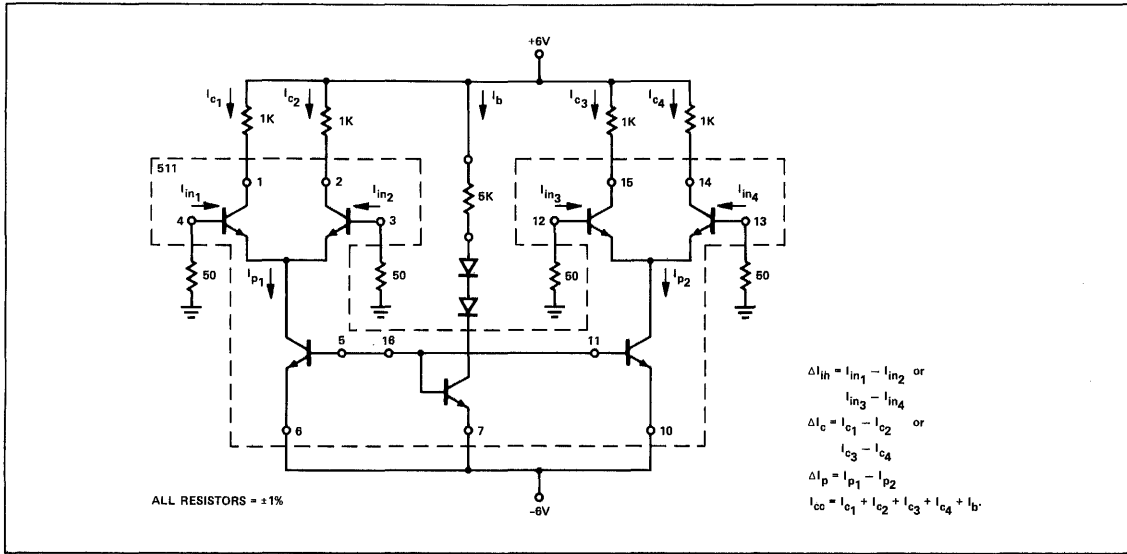 +6V
Ic1 Ic2 Ib Ic3 Ic4
1K 1K 1K 1K
511
1 2 15 14
Iin1 Iin2 5K Iin3 Iin4
4 3 12 13
50 Ip1 50 50 Ip2 50
5 16 11
6 7 10
ΔIin = Iin1 − Iin2 or
Iin3 − Iin4
ΔIc = Ic1 − Ic2 or
Ic3 − Ic4
ΔIp = Ip1 − Ip2
Icc = Ic1 + Ic2 + Ic3 + Ic4 + Ib.
ALL RESISTORS = ±1%
−6V